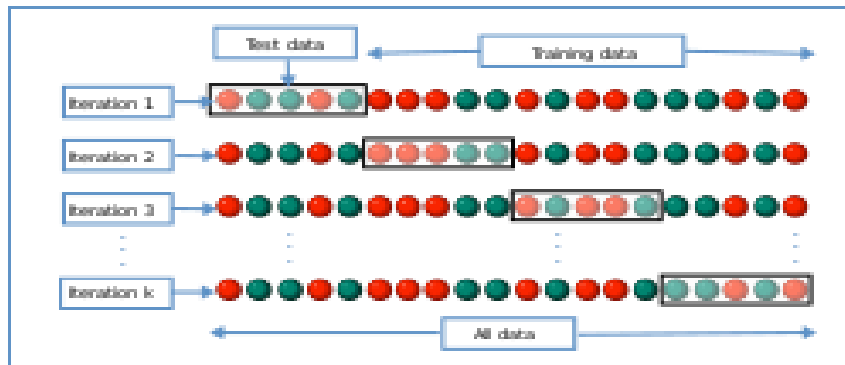 Test data
Training data
Iteration 1
Iteration 2
Iteration 3
Iteration k
All data